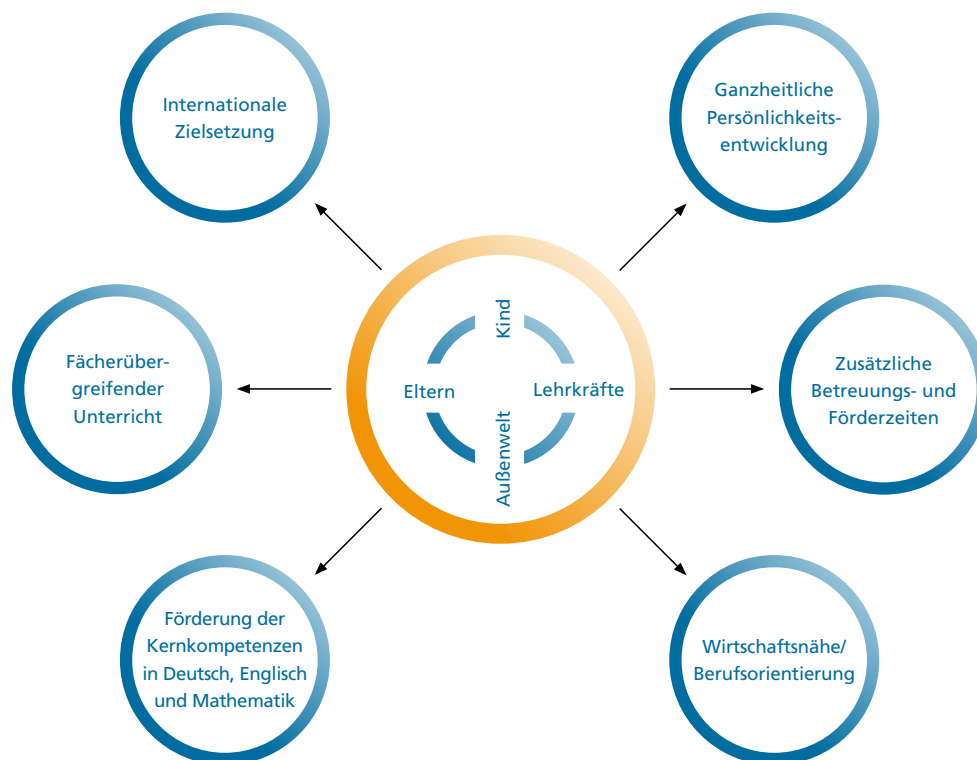 Internationale
Zielsetzung
Ganzheitliche
Persönlichkeits-
entwicklung
Fächerüber-
greifender
Unterricht
Kind
Eltern
Lehrkräfte
Außenwelt
Zusätzliche
Betreuungs- und
Förderzeiten
Förderung der
Kernkompetenzen
in Deutsch, Englisch
und Mathematik
Wirtschaftsnähe/
Berufsorientierung